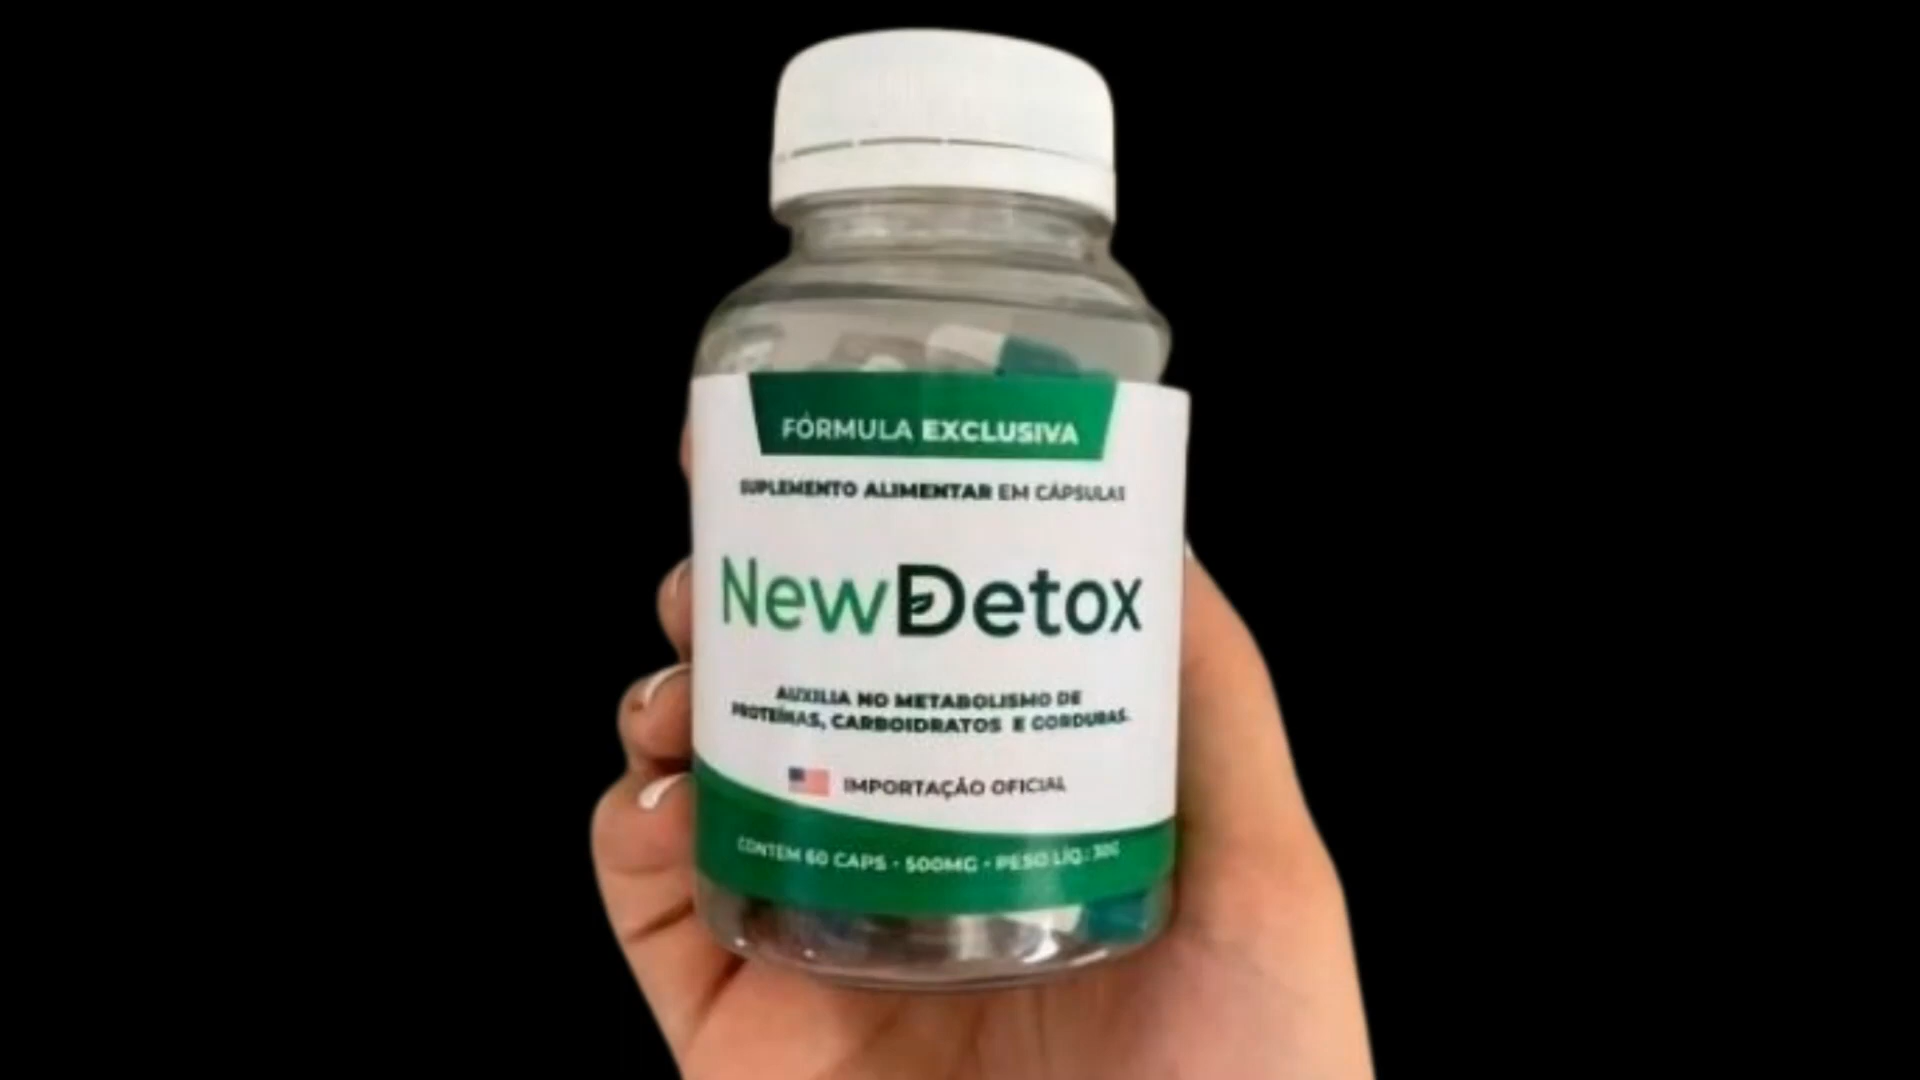 FÓRMULA EXCLUSIVA
SUPLEMENTO ALIMENTAR EM CÁPSULAS
NewDetox
AUXILIA NO METABOLISMO DE
PROTEÍNAS, CARBOIDRATOS E GORDURAS.
IMPORTAÇÃO OFICIAL
CONTEM 60 CAPS - 500MG - PESO LÍQ.: 30G